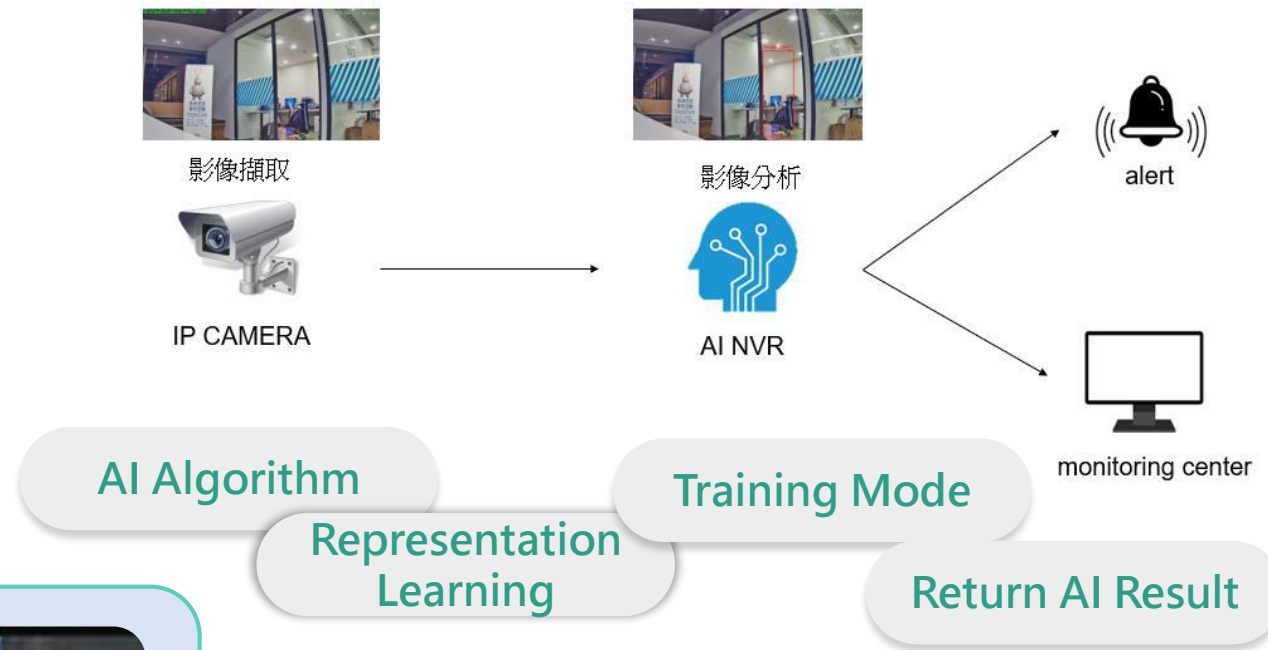 影像擷取
影像分析
alert
IP CAMERA
AI NVR
monitoring center
AI Algorithm
Training Mode
Representation
Learning
Return AI Result